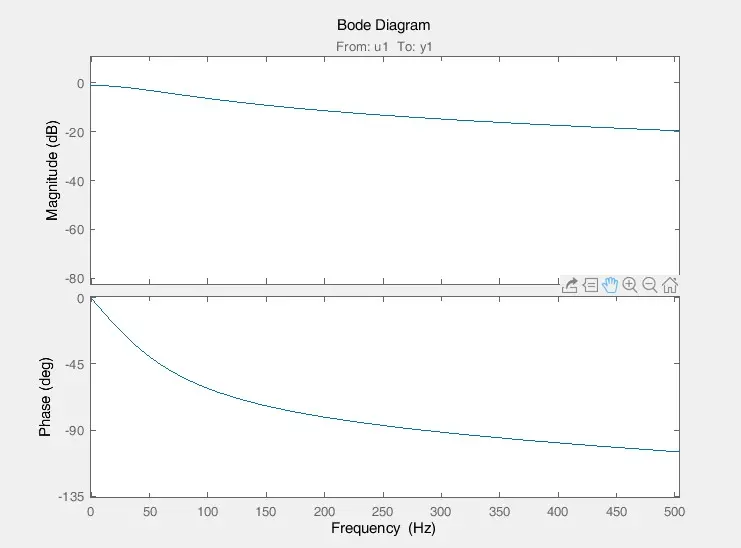 Bode Diagram
From: u1  To: y1
0
-20
-40
-60
-80
Magnitude (dB)
0
-45
-90
-135
Phase (deg)
0 50 100 150 200 250 300 350 400 450 500
Frequency  (Hz)